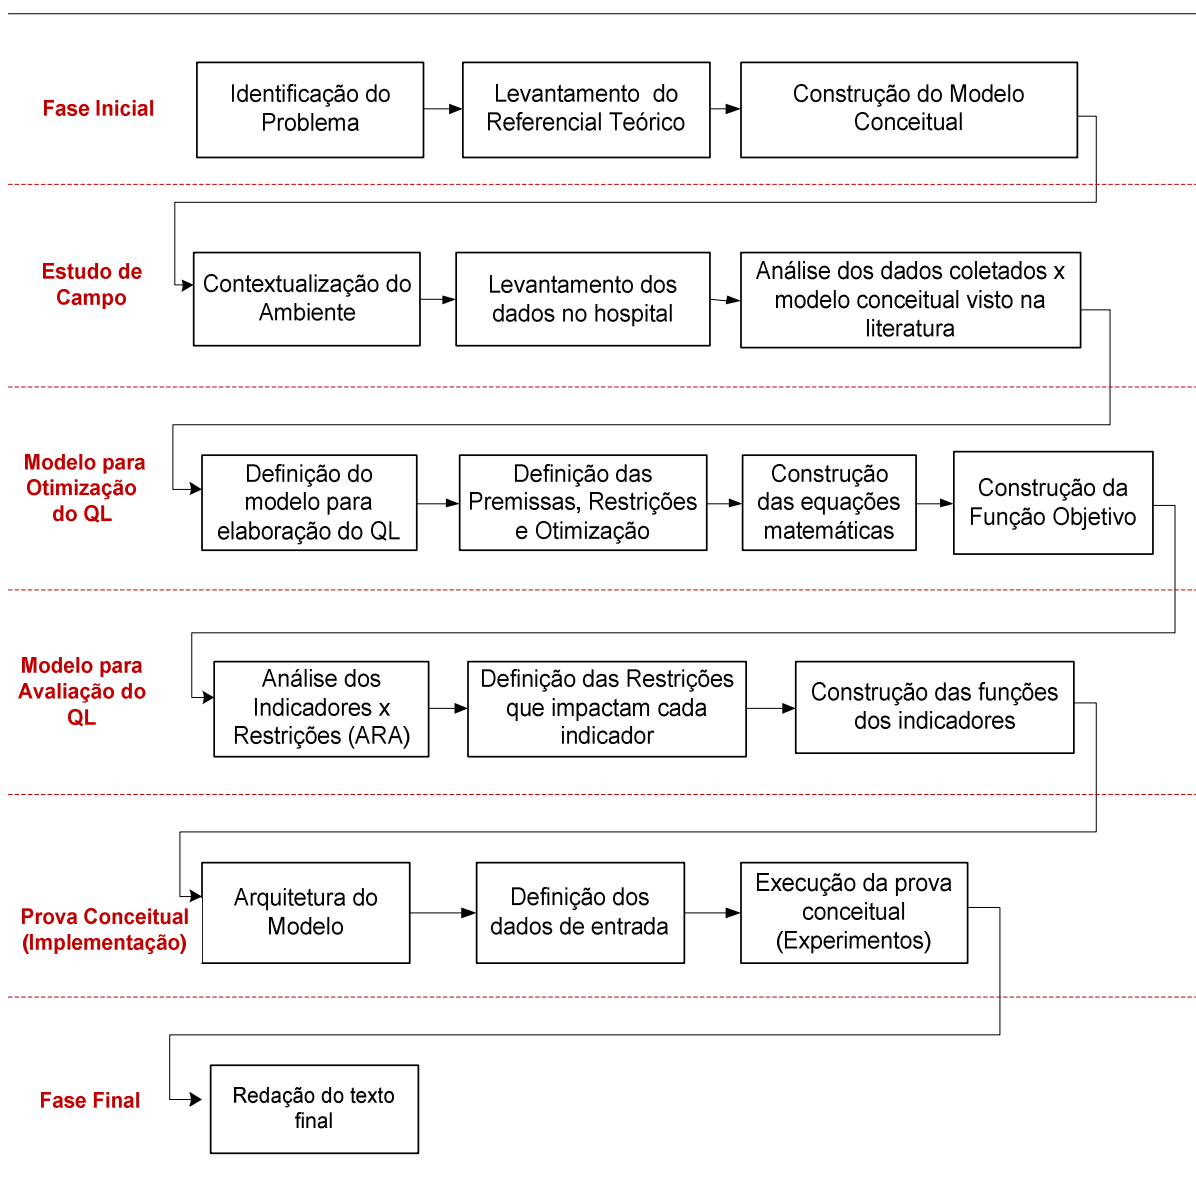 Fase Inicial
Identificação do
Problema
Levantamento do
Referencial Teórico
Construção do Modelo
Conceitual
Estudo de
Campo
Contextualização do
Ambiente
Levantamento dos
dados no hospital
Análise dos dados coletados x
modelo conceitual visto na
literatura
Modelo para
Otimização
do QL
Definição do
modelo para
elaboração do QL
Definição das
Premissas, Restrições
e Otimização
Construção
das equações
matemáticas
Construção da
Função Objetivo
Modelo para
Avaliação do
QL
Análise dos
Indicadores x
Restrições (ARA)
Definição das Restrições
que impactam cada
indicador
Construção das funções
dos indicadores
Prova Conceitual
(Implementação)
Arquitetura do
Modelo
Definição dos
dados de entrada
Execução da prova
conceitual
(Experimentos)
Fase Final
Redação do texto
final